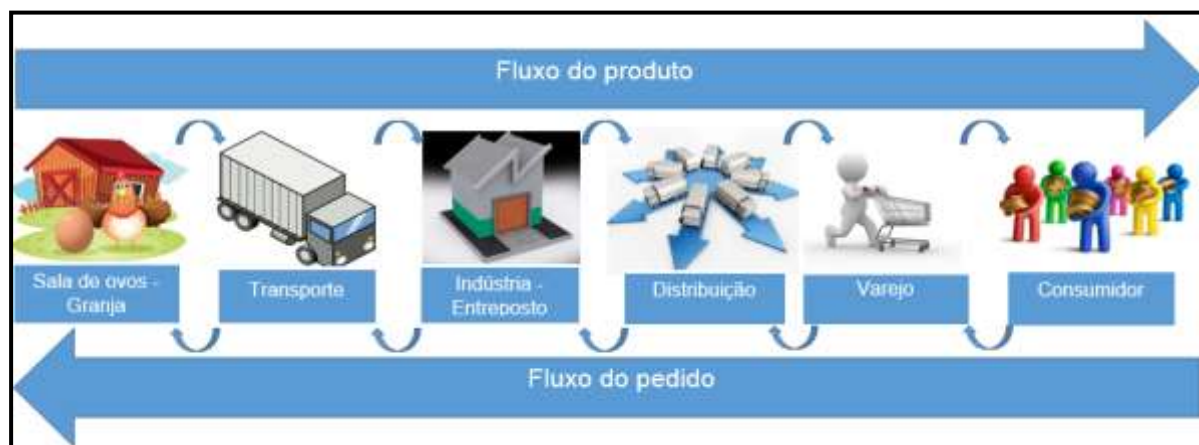 Fluxo do produto
Sala de ovos -
Granja
Transporte
Indústria -
Entreposto
Distribuição
Varejo
Consumidor
Fluxo do pedido